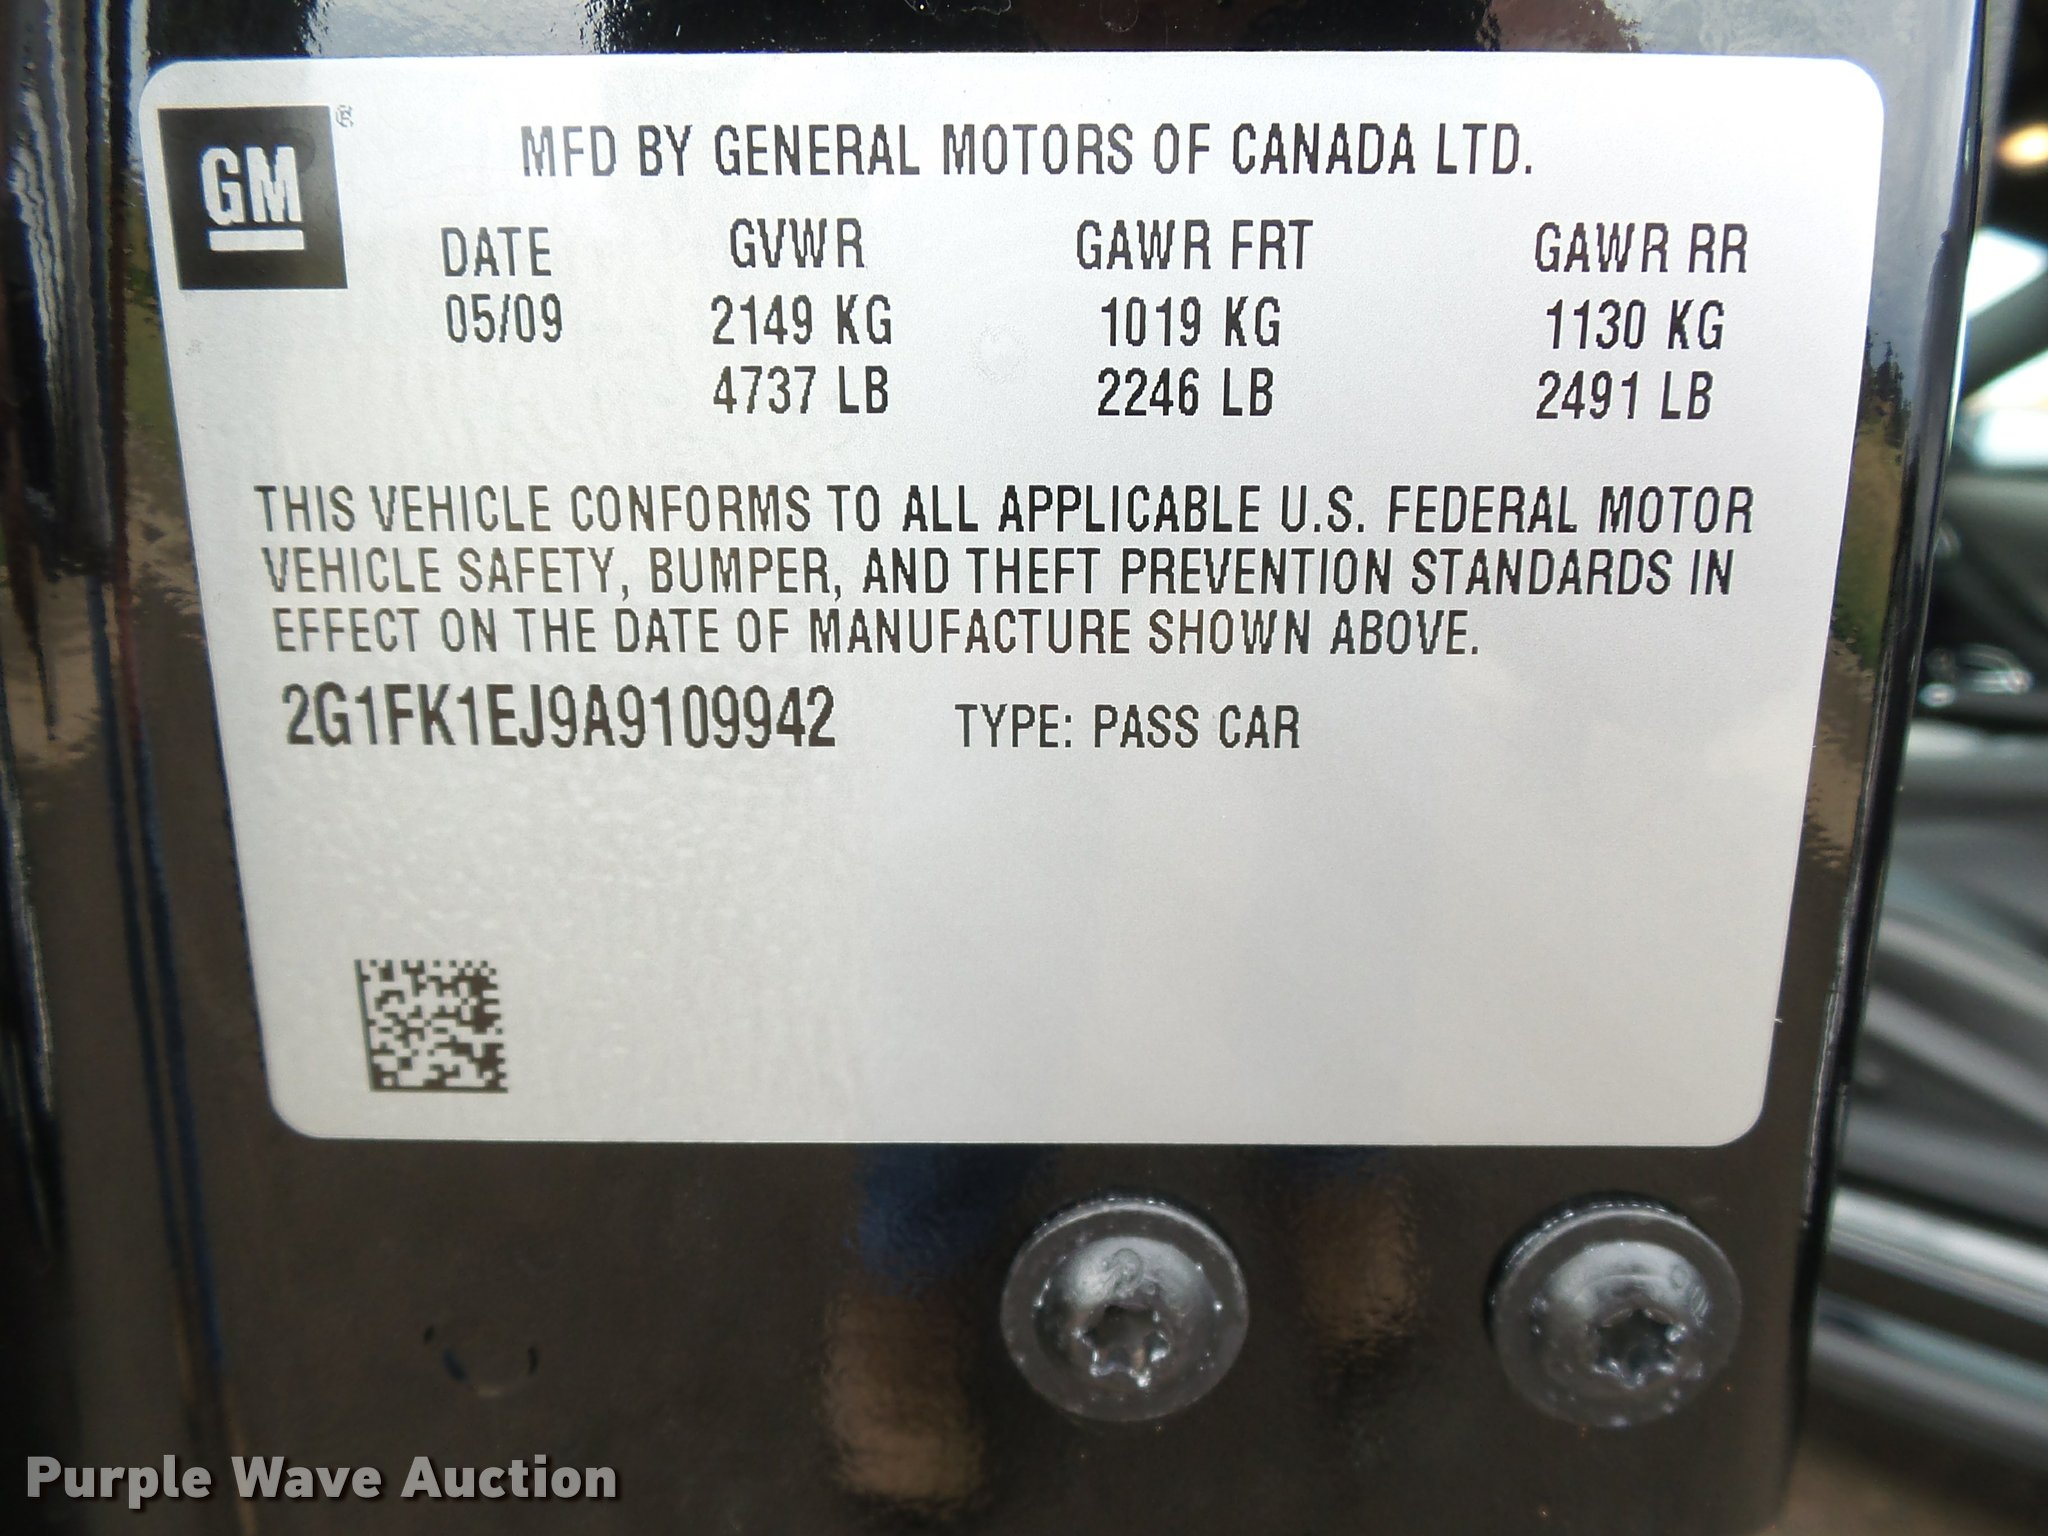 GM
MFD BY GENERAL MOTORS OF CANADA LTD.
DATE GVWR GAWR FRT GAWR RR
05/09 2149 KG 1019 KG 1130 KG
4737 LB 2246 LB 2491 LB
THIS VEHICLE CONFORMS TO ALL APPLICABLE U.S. FEDERAL MOTOR
VEHICLE SAFETY, BUMPER, AND THEFT PREVENTION STANDARDS IN
EFFECT ON THE DATE OF MANUFACTURE SHOWN ABOVE.
2G1FK1EJ9A9109942 TYPE: PASS CAR
Purple Wave Auction